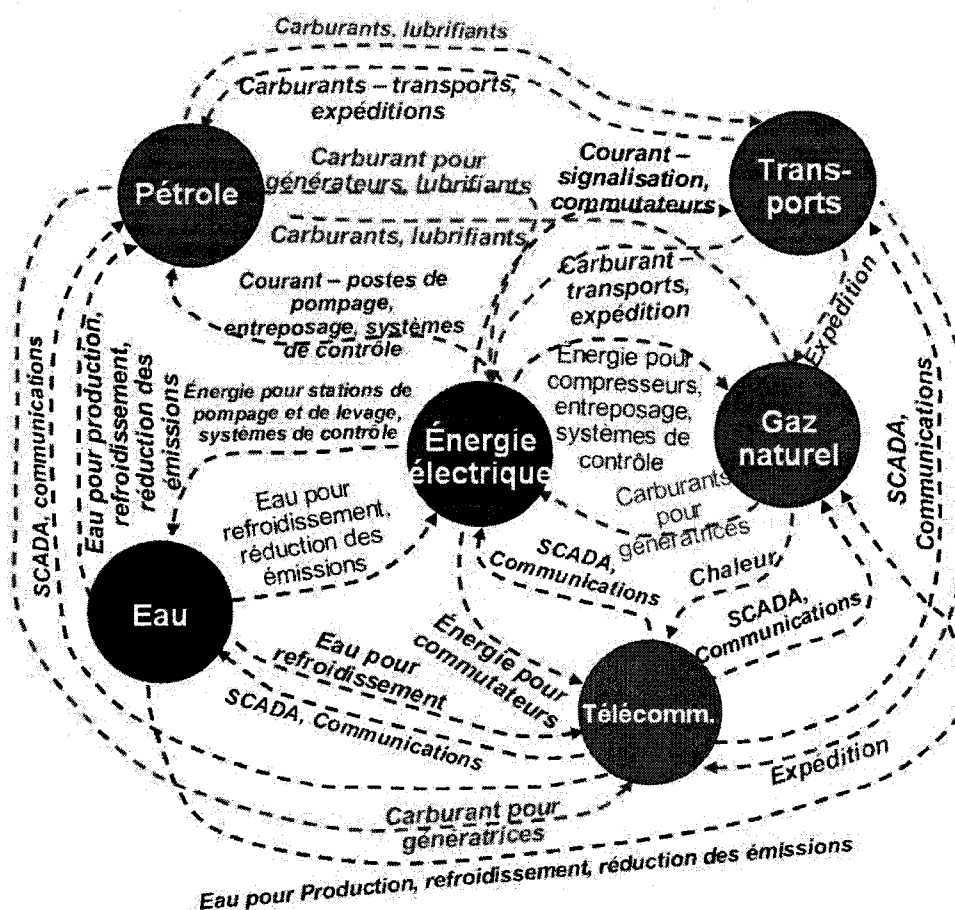 Carburants, lubrifiants
Carburants – transports,
expéditions
Pétrole
Carburant pour
générateurs, lubrifiants
Courant –
signalisation,
commutateurs
Trans-
ports
Carburants, lubrifiants
Courant – postes de
pompage,
entreposage, systèmes
de contrôle
Carburant –
transports,
expédition
Expédition
SCADA, communications
Eau pour production,
refroidissement,
réduction des
émissions
Énergie pour stations de
pompage et de levage,
systèmes de contrôle
Énergie
électrique
Énergie pour
compresseurs,
entreposage,
systèmes de
contrôle
Gaz
naturel
SCADA,
Communications
Eau pour
refroidissement,
réduction des
émissions
Carburants
pour
génératrices
SCADA,
Communications
Chaleur
SCADA,
Communications
Eau
Eau pour
refroidissement
Énergie pour
commutateurs
SCADA, Communications
Télécomm.
Expédition
Carburant pour
génératrices
Eau pour Production, refroidissement, réduction des émissions